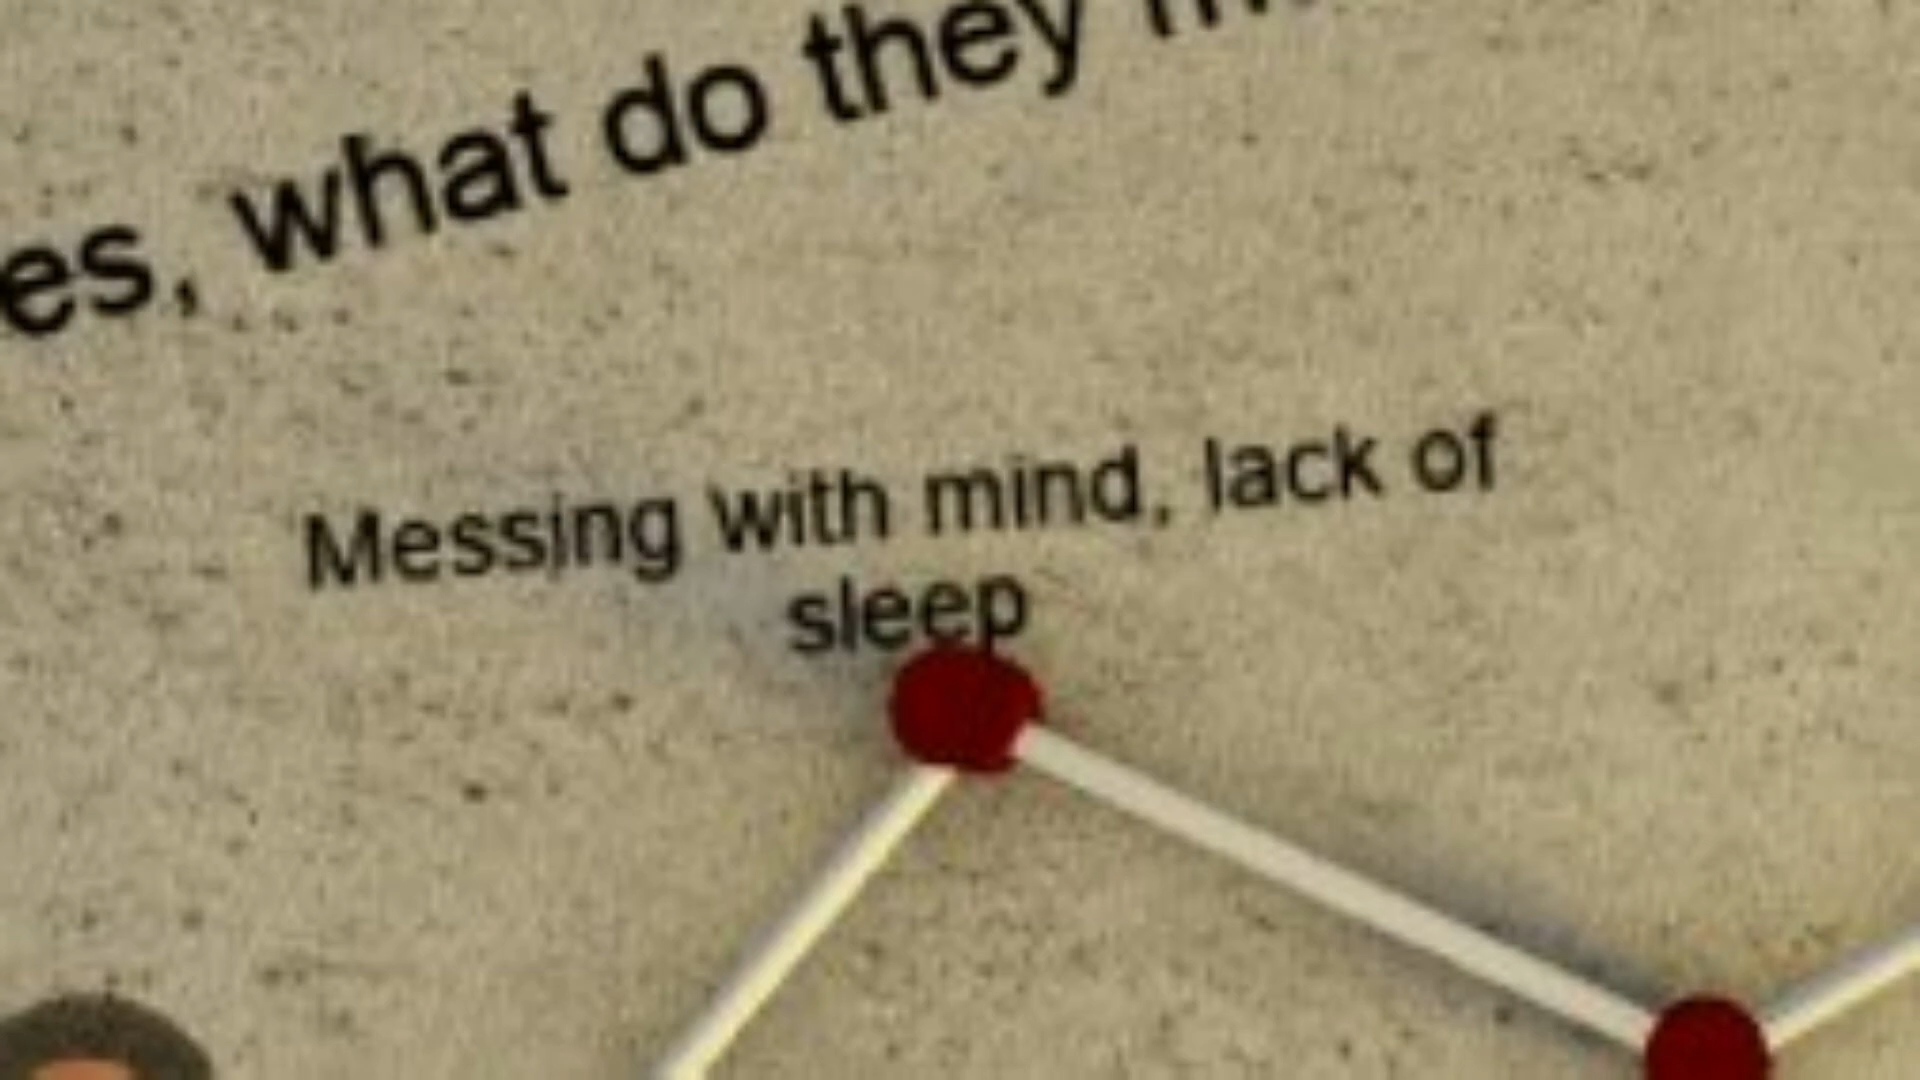 es, what do they
Messing with mind, lack of
sleep